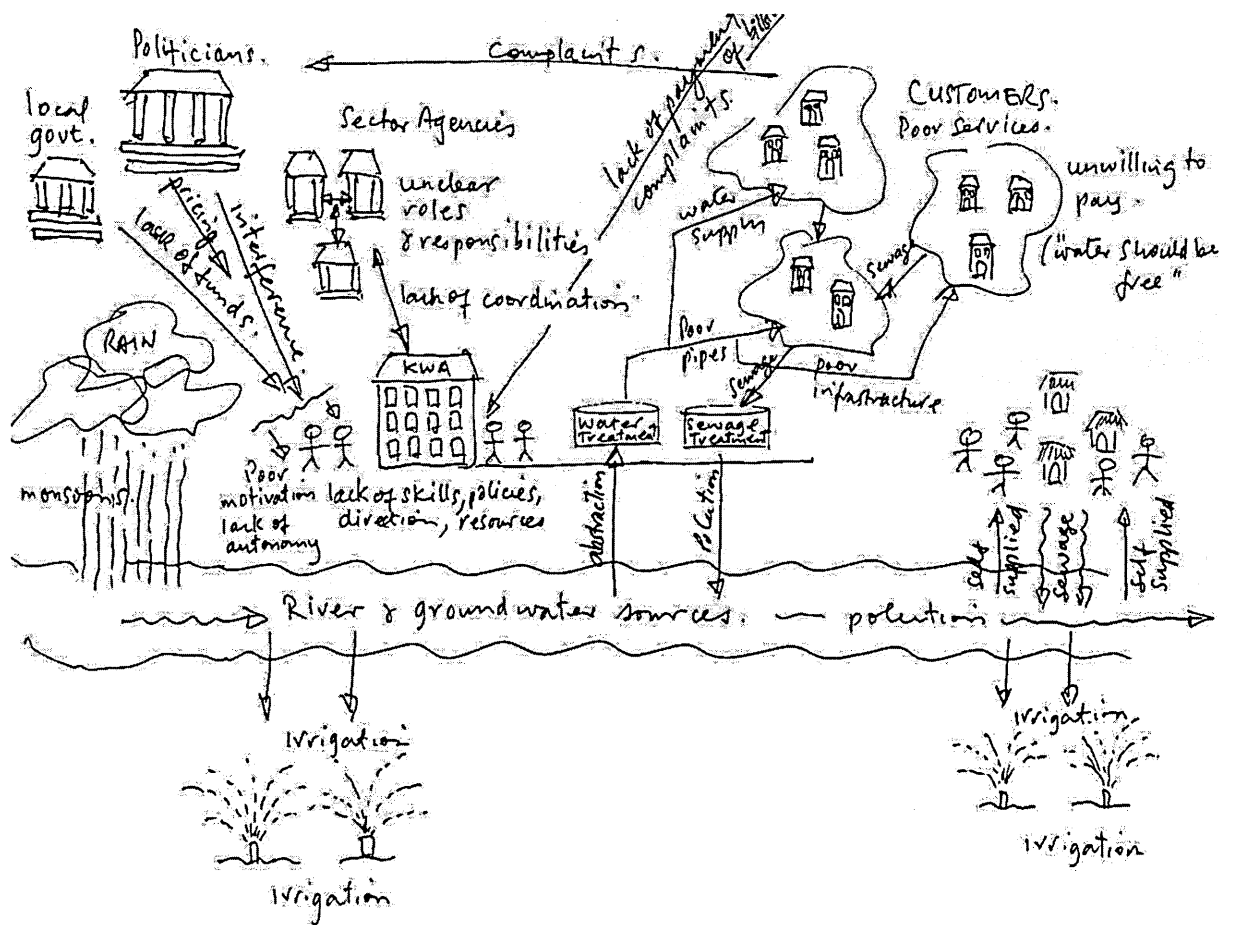 Politicians.
Complaints.
lack of payment
of bills
complaints.
local
govt.
Sector Agencies
CUSTOMERS.
Poor Services.
unwilling to
pay.
("water should be
free"
unclear
roles
& responsibilities
pricing
interference.
lack of funds.
lack of coordination.
water
supply
sewage
RAIN
KWA
Poor
pipes
sewage
poor
infrastructure
Water
Treatment
Sewage
Treatment
monsoons.
Poor
motivation
lack of
autonomy
lack of skills, policies,
direction, resources
abstraction
Polution
self
supplied
sewage
self
supplied
River & groundwater sources. — polution
Irrigation
Irrigation
Irrigation
Irrigation